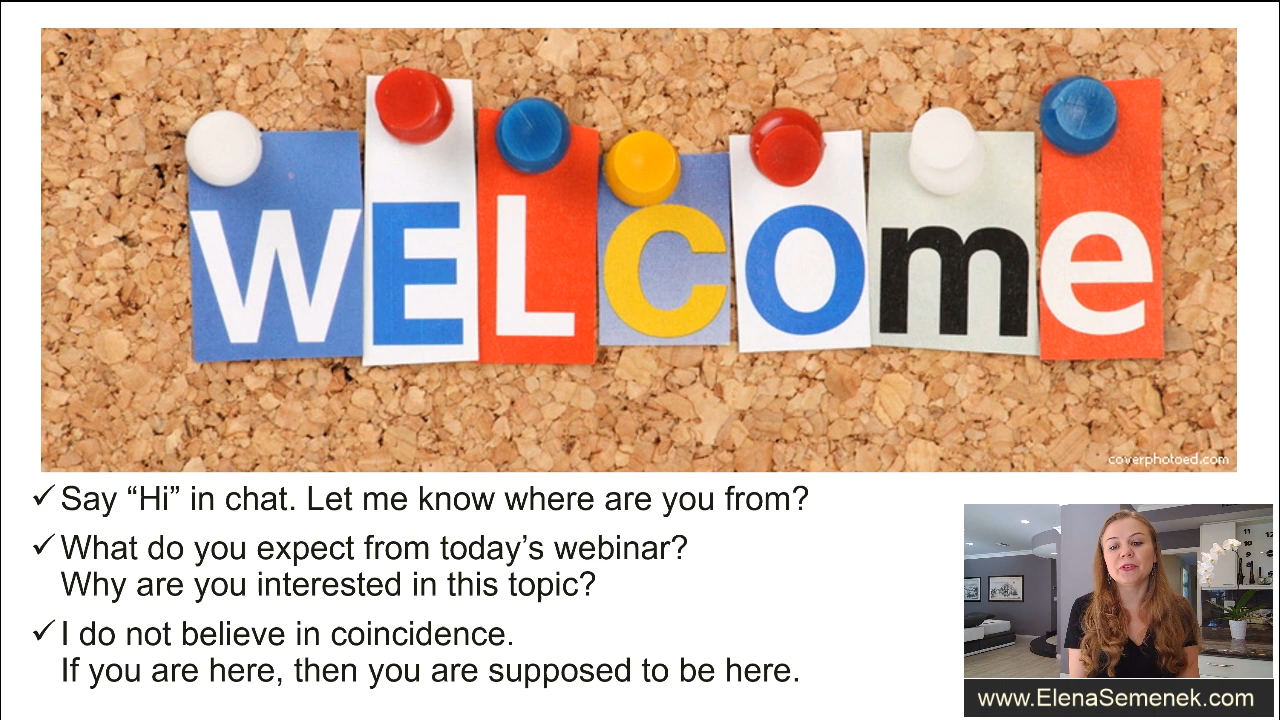 WELCOme
coverphotoed.com
✓ Say “Hi” in chat. Let me know where are you from?
✓ What do you expect from today’s webinar?
Why are you interested in this topic?
✓ I do not believe in coincidence.
If you are here, then you are supposed to be here.
www.ElenaSemenek.com